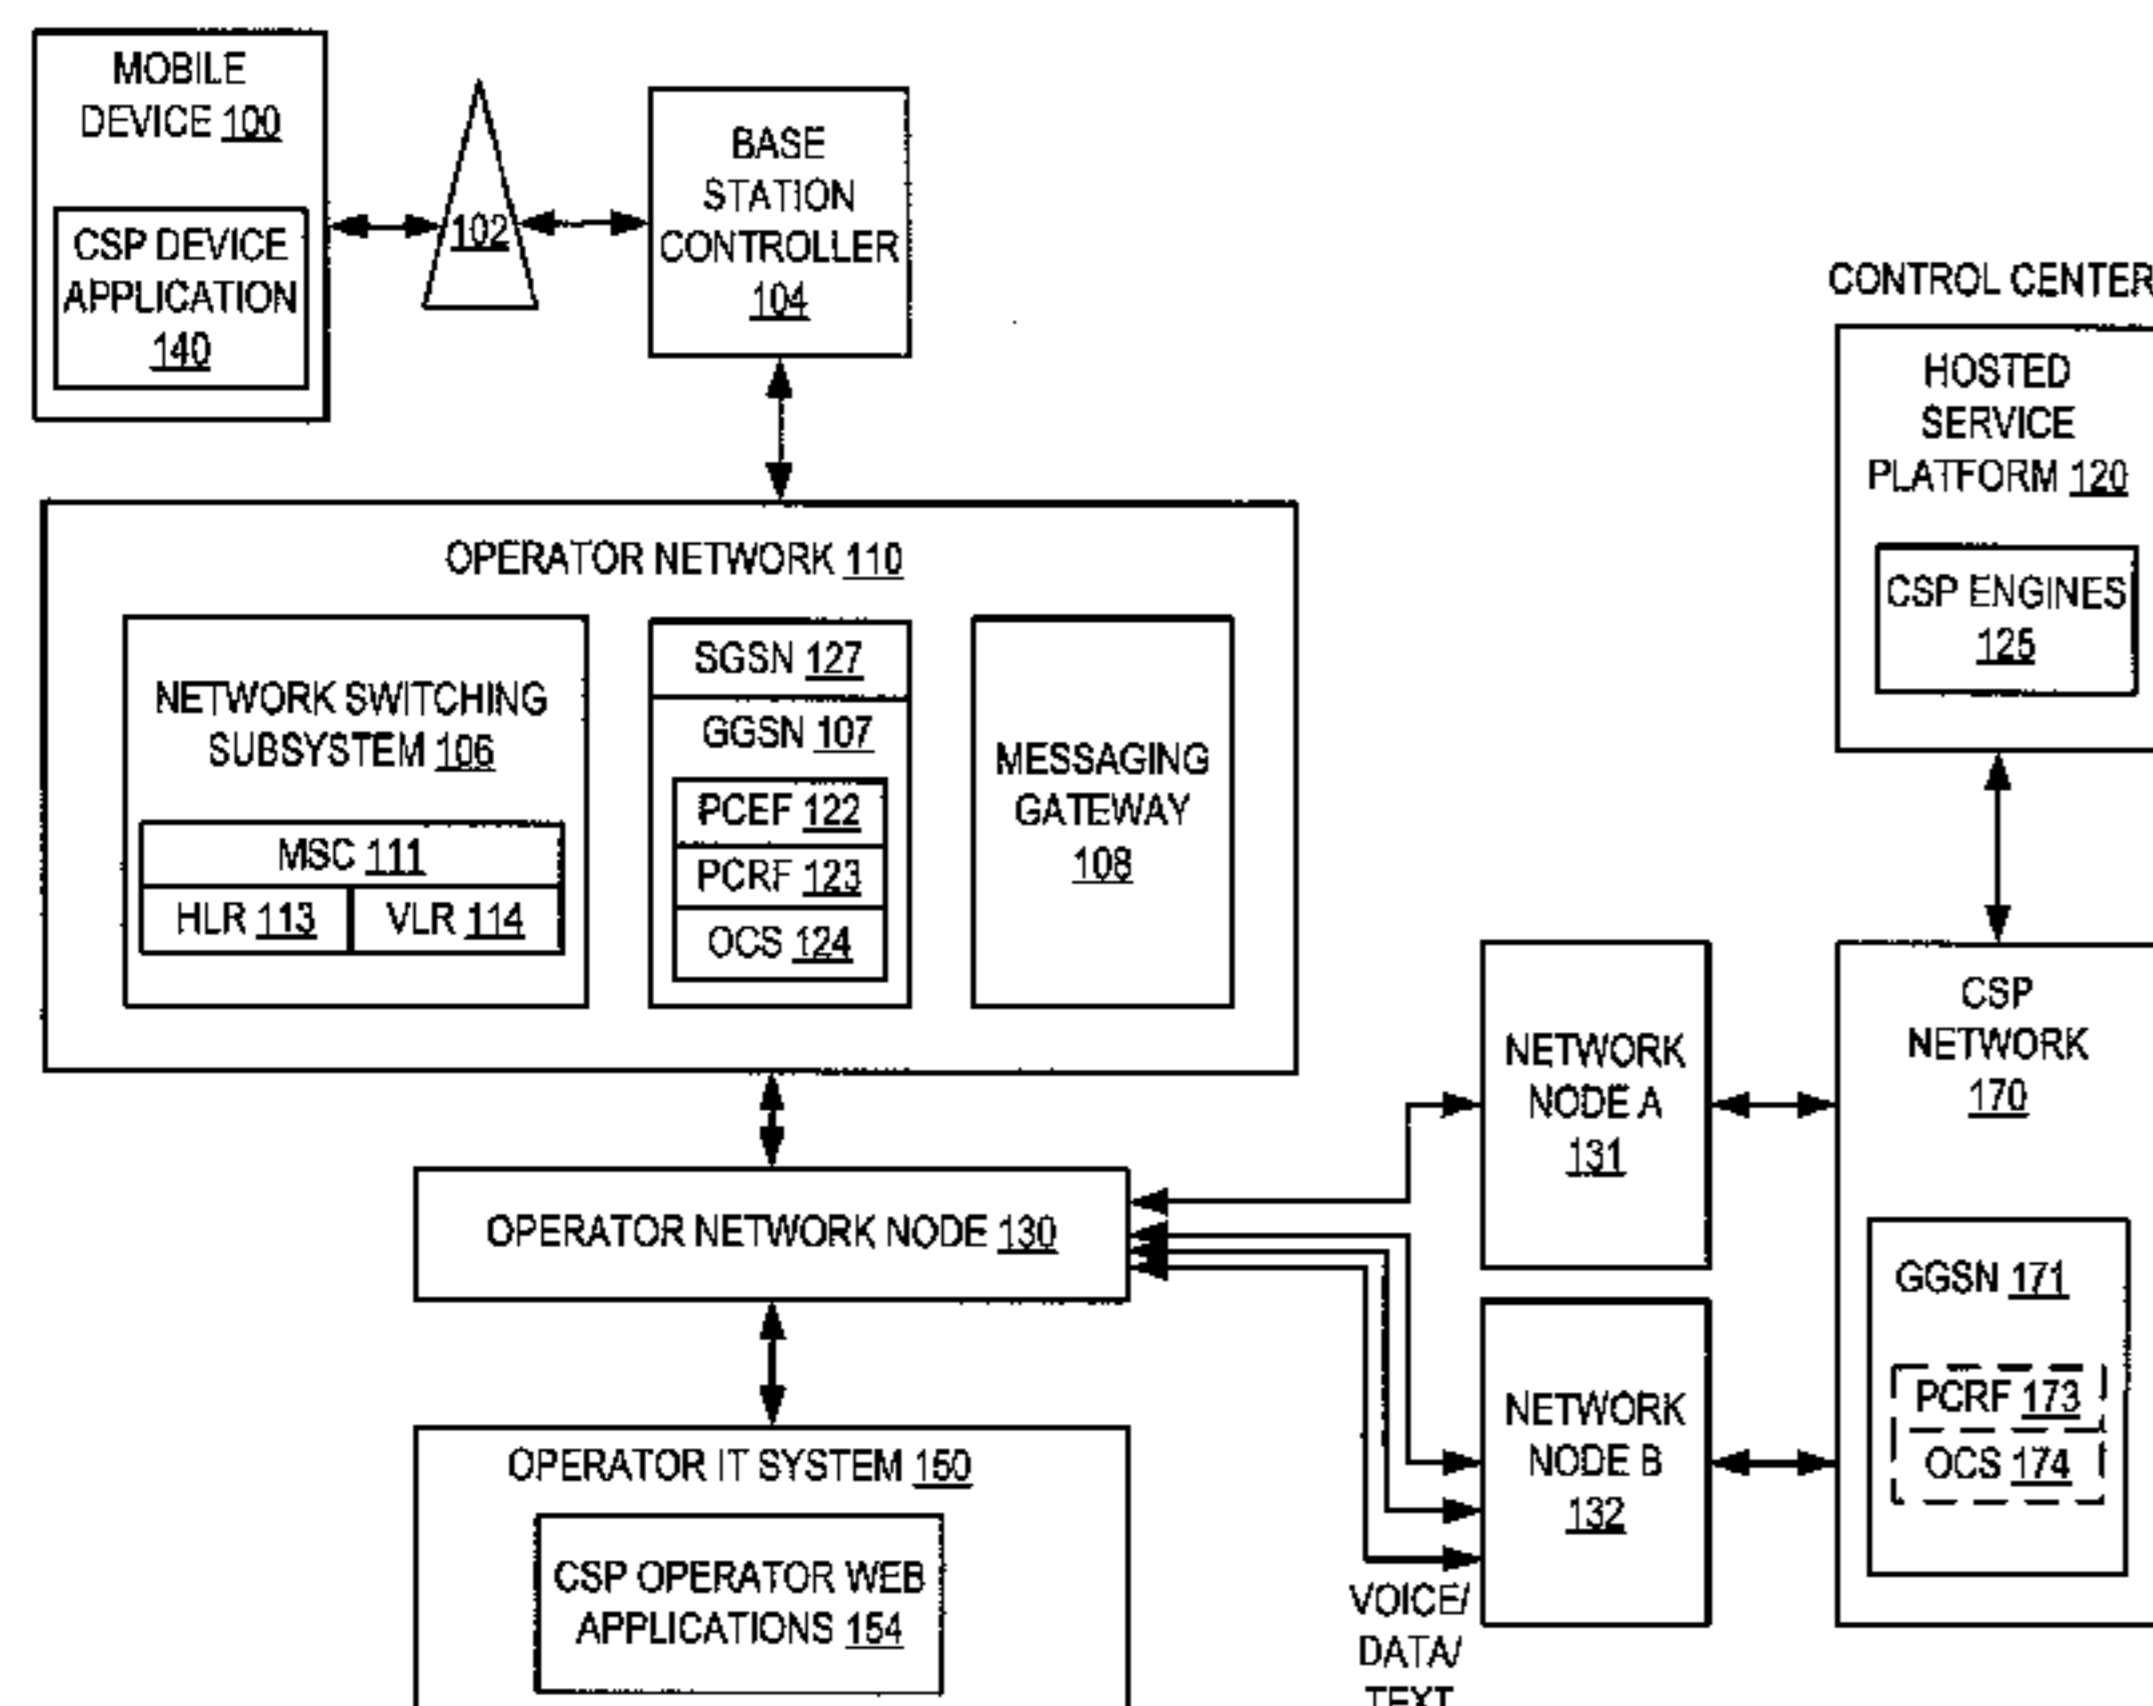 MOBILE
DEVICE 100
CSP DEVICE
APPLICATION
140
102
BASE
STATION
CONTROLLER
104
CONTROL CENTER
HOSTED
SERVICE
PLATFORM 120
CSP ENGINES
125
OPERATOR NETWORK 110
NETWORK SWITCHING
SUBSYSTEM 106
MSC 111
HLR 113
VLR 114
SGSN 127
GGSN 107
PCEF 122
PCRF 123
OCS 124
MESSAGING
GATEWAY
108
OPERATOR NETWORK NODE 130
NETWORK
NODE A
131
CSP
NETWORK
170
GGSN 171
PCRF 173
OCS 174
NETWORK
NODE B
132
OPERATOR IT SYSTEM 150
CSP OPERATOR WEB
APPLICATIONS 154
VOICE/
DATA/
TEXT